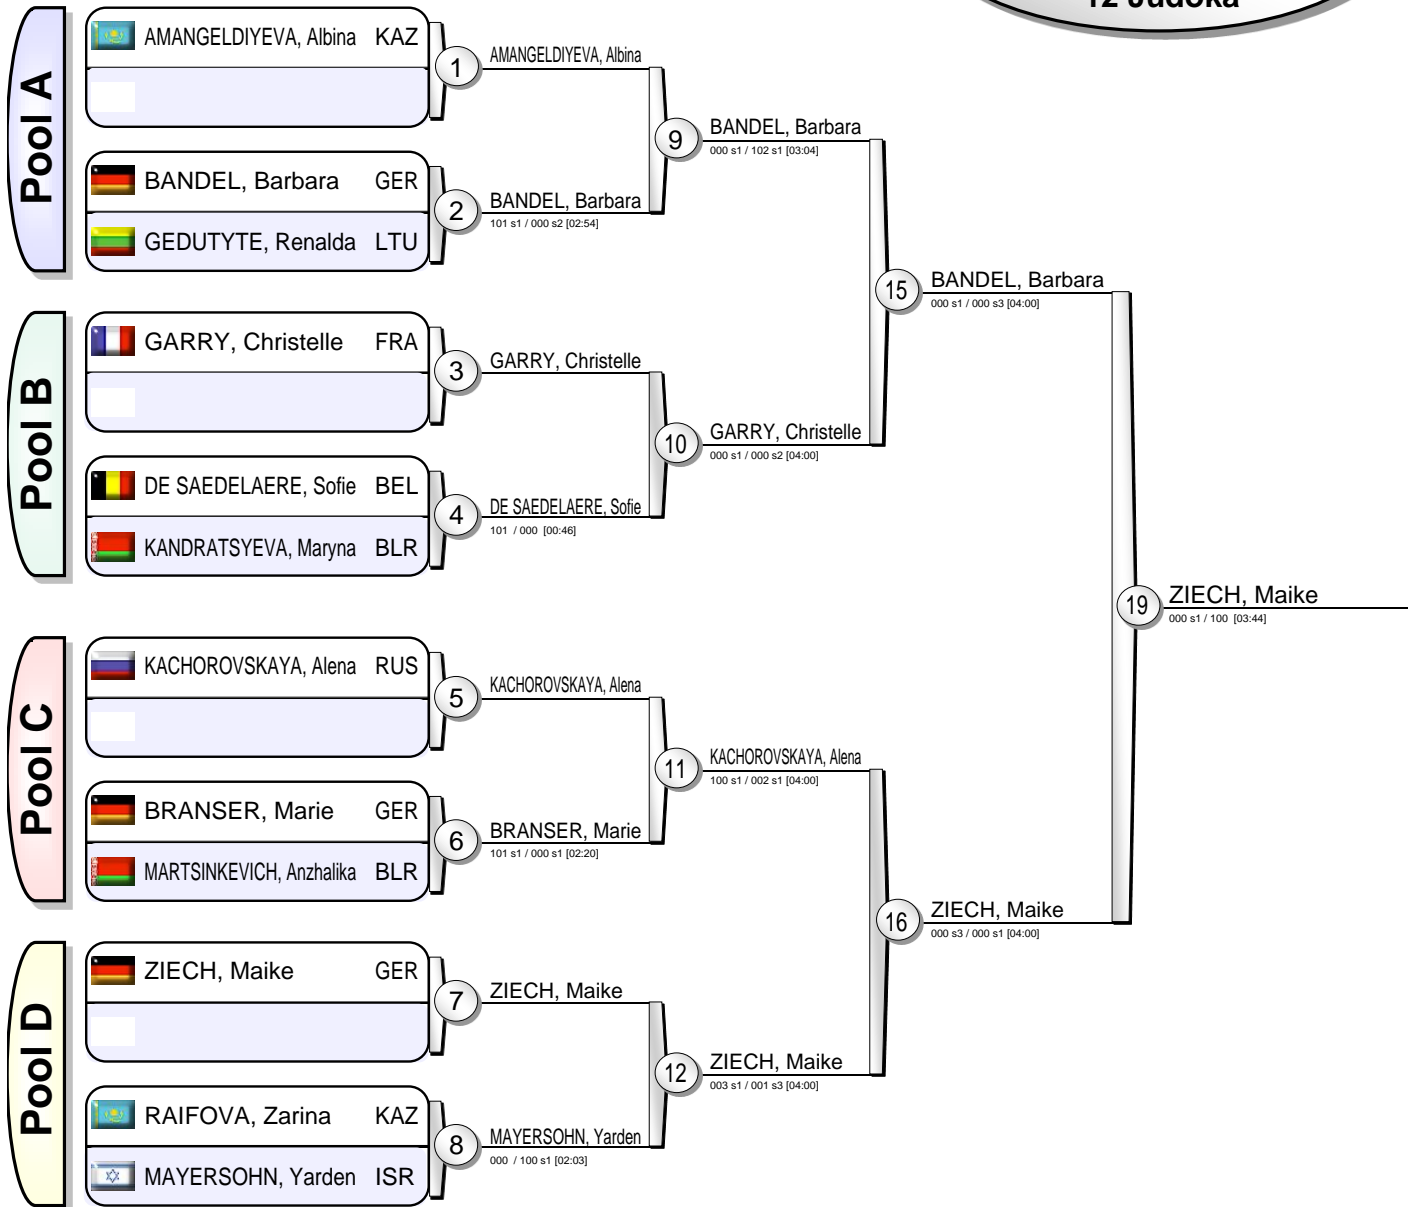 12 Judoka
Pool A
AMANGELDIYEVA, Albina KAZ
1
AMANGELDIYEVA, Albina
BANDEL, Barbara GER
GEDUTYTE, Renalda LTU
2
BANDEL, Barbara
101 s1 / 000 s2 [02:54]
9
BANDEL, Barbara
000 s1 / 102 s1 [03:04]
Pool B
GARRY, Christelle FRA
3
GARRY, Christelle
DE SAEDELAERE, Sofie BEL
KANDRATSYEVA, Maryna BLR
4
DE SAEDELAERE, Sofie
101 / 000 [00:46]
10
GARRY, Christelle
000 s1 / 000 s2 [04:00]
15
BANDEL, Barbara
000 s1 / 000 s3 [04:00]
Pool C
KACHOROVSKAYA, Alena RUS
5
KACHOROVSKAYA, Alena
BRANSER, Marie GER
MARTSINKEVICH, Anzhalika BLR
6
BRANSER, Marie
101 s1 / 000 s1 [02:20]
11
KACHOROVSKAYA, Alena
100 s1 / 002 s1 [04:00]
Pool D
ZIECH, Maike GER
7
ZIECH, Maike
RAIFOVA, Zarina KAZ
MAYERSOHN, Yarden ISR
8
MAYERSOHN, Yarden
000 / 100 s1 [02:03]
12
ZIECH, Maike
003 s1 / 001 s3 [04:00]
16
ZIECH, Maike
000 s3 / 000 s1 [04:00]
19
ZIECH, Maike
000 s1 / 100 [03:44]